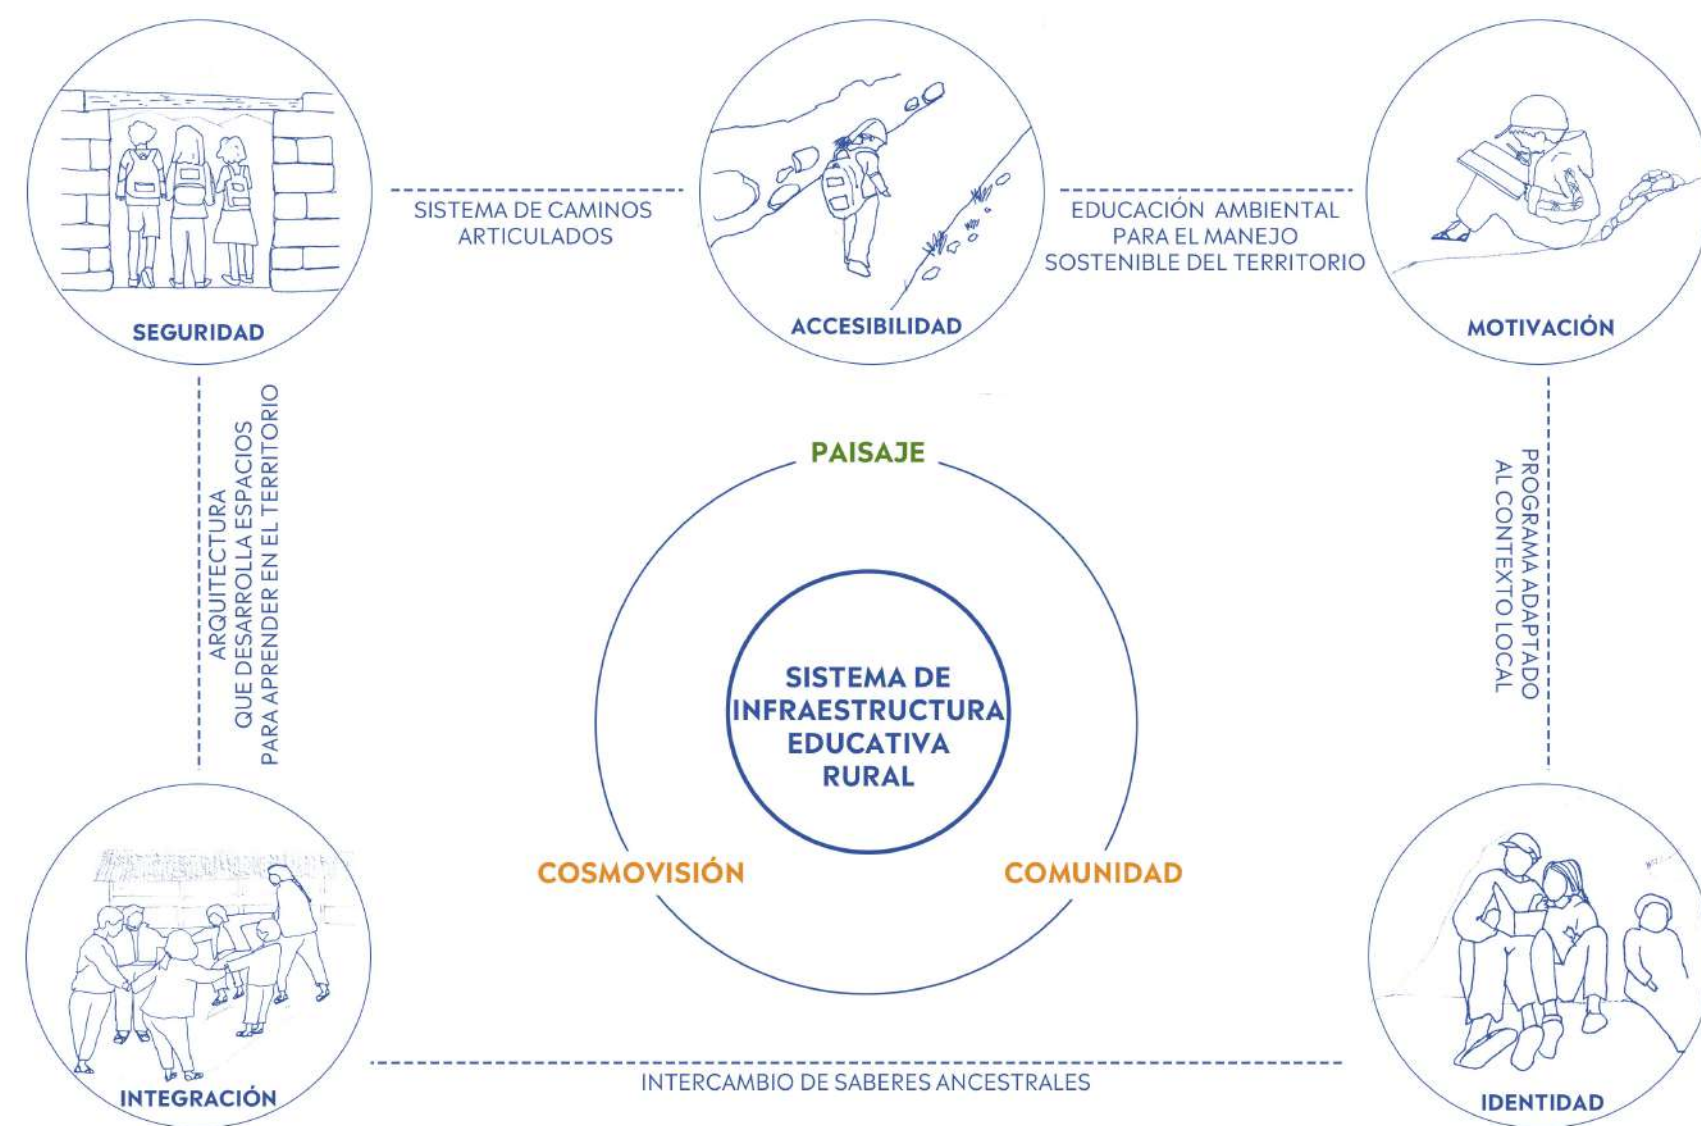 SEGURIDAD
SISTEMA DE CAMINOS
ARTICULADOS
ACCESIBILIDAD
EDUCACIÓN AMBIENTAL
PARA EL MANEJO
SOSTENIBLE DEL TERRITORIO
MOTIVACIÓN
ARQUITECTURA
QUE DESARROLLA ESPACIOS
PARA APRENDER EN EL TERRITORIO
PAISAJE
SISTEMA DE
INFRAESTRUCTURA
EDUCATIVA
RURAL
COSMOVISIÓN
COMUNIDAD
PROGRAMA ADAPTADO
AL CONTEXTO LOCAL
INTEGRACIÓN
INTERCAMBIO DE SABERES ANCESTRALES
IDENTIDAD